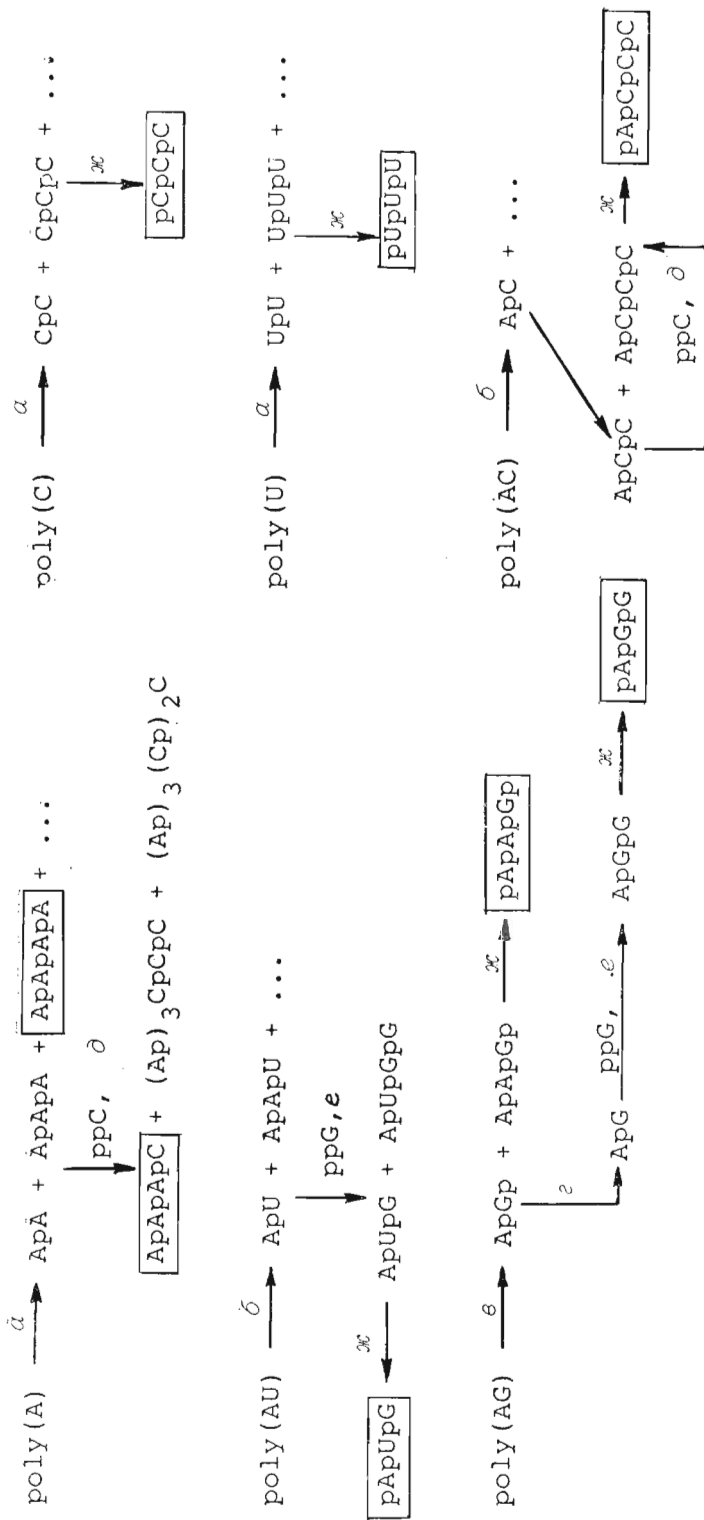 poly(A) а ApA + ApApA + ApApApA + ...
ppC, д
ApApApC + (Ap)3CpCpC + (Ap)3(Cp)2C
poly(AU) б ApU + ApApU + ...
ppG, е
ApUpG + ApUpGpG
ж
pApUpG
poly(AG) в ApGp + ApApGp ж pApApGp
г
ApG ppG, е ApGpG ж pApGpG
poly(C) а CpC + CpCpC + ...
ж
pCpCpC
poly(U) а UpU + UpUpU + ...
ж
pUpUpU
poly(AC) б ApC + ...
ApCpC + ApCpCpC ж pApCpCpC
ppC, д